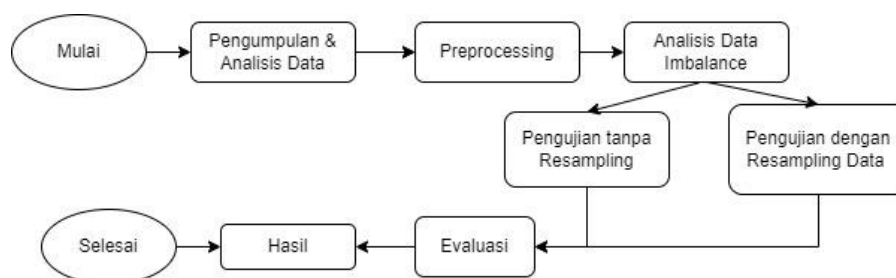 Mulai
Pengumpulan &
Analisis Data
Preprocessing
Analisis Data
Imbalance
Pengujian tanpa
Resampling
Pengujian dengan
Resampling Data
Selesai
Hasil
Evaluasi